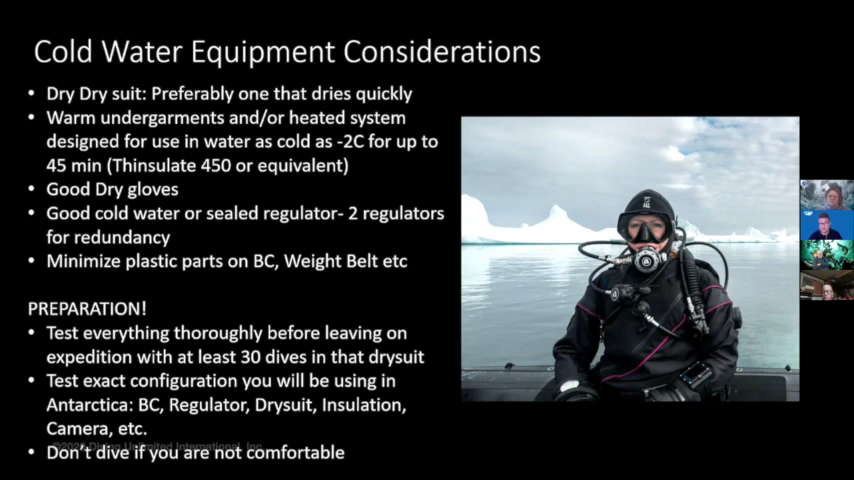 Cold Water Equipment Considerations
• Dry Dry suit: Preferably one that dries quickly
• Warm undergarments and/or heated system
designed for use in water as cold as -2C for up to
45 min (Thinsulate 450 or equivalent)
• Good Dry gloves
• Good cold water or sealed regulator- 2 regulators
for redundancy
• Minimize plastic parts on BC, Weight Belt etc
PREPARATION!
• Test everything thoroughly before leaving on
expedition with at least 30 dives in that drysuit
• Test exact configuration you will be using in
Antarctica: BC, Regulator, Drysuit, Insulation,
Camera, etc.
©2020 Diving Unlimited International, Inc.
• Don't dive if you are not comfortable